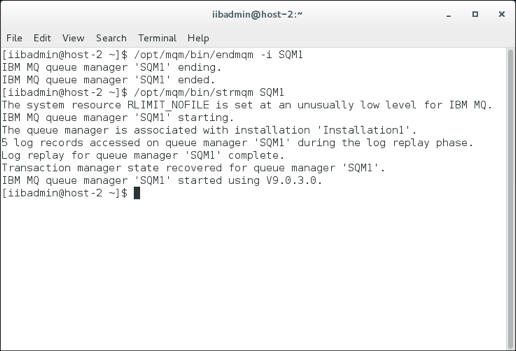 iibadmin@host-2:~
File Edit View Search Terminal Help
[iibadmin@host-2 ~]$ /opt/mqm/bin/endmqm -i SQM1
IBM MQ queue manager 'SQM1' ending.
IBM MQ queue manager 'SQM1' ended.
[iibadmin@host-2 ~]$ /opt/mqm/bin/strmqm SQM1
The system resource RLIMIT_NOFILE is set at an unusually low level for IBM MQ.
IBM MQ queue manager 'SQM1' starting.
The queue manager is associated with installation 'Installation1'.
5 log records accessed on queue manager 'SQM1' during the log replay phase.
Log replay for queue manager 'SQM1' complete.
Transaction manager state recovered for queue manager 'SQM1'.
IBM MQ queue manager 'SQM1' started using V9.0.3.0.
[iibadmin@host-2 ~]$